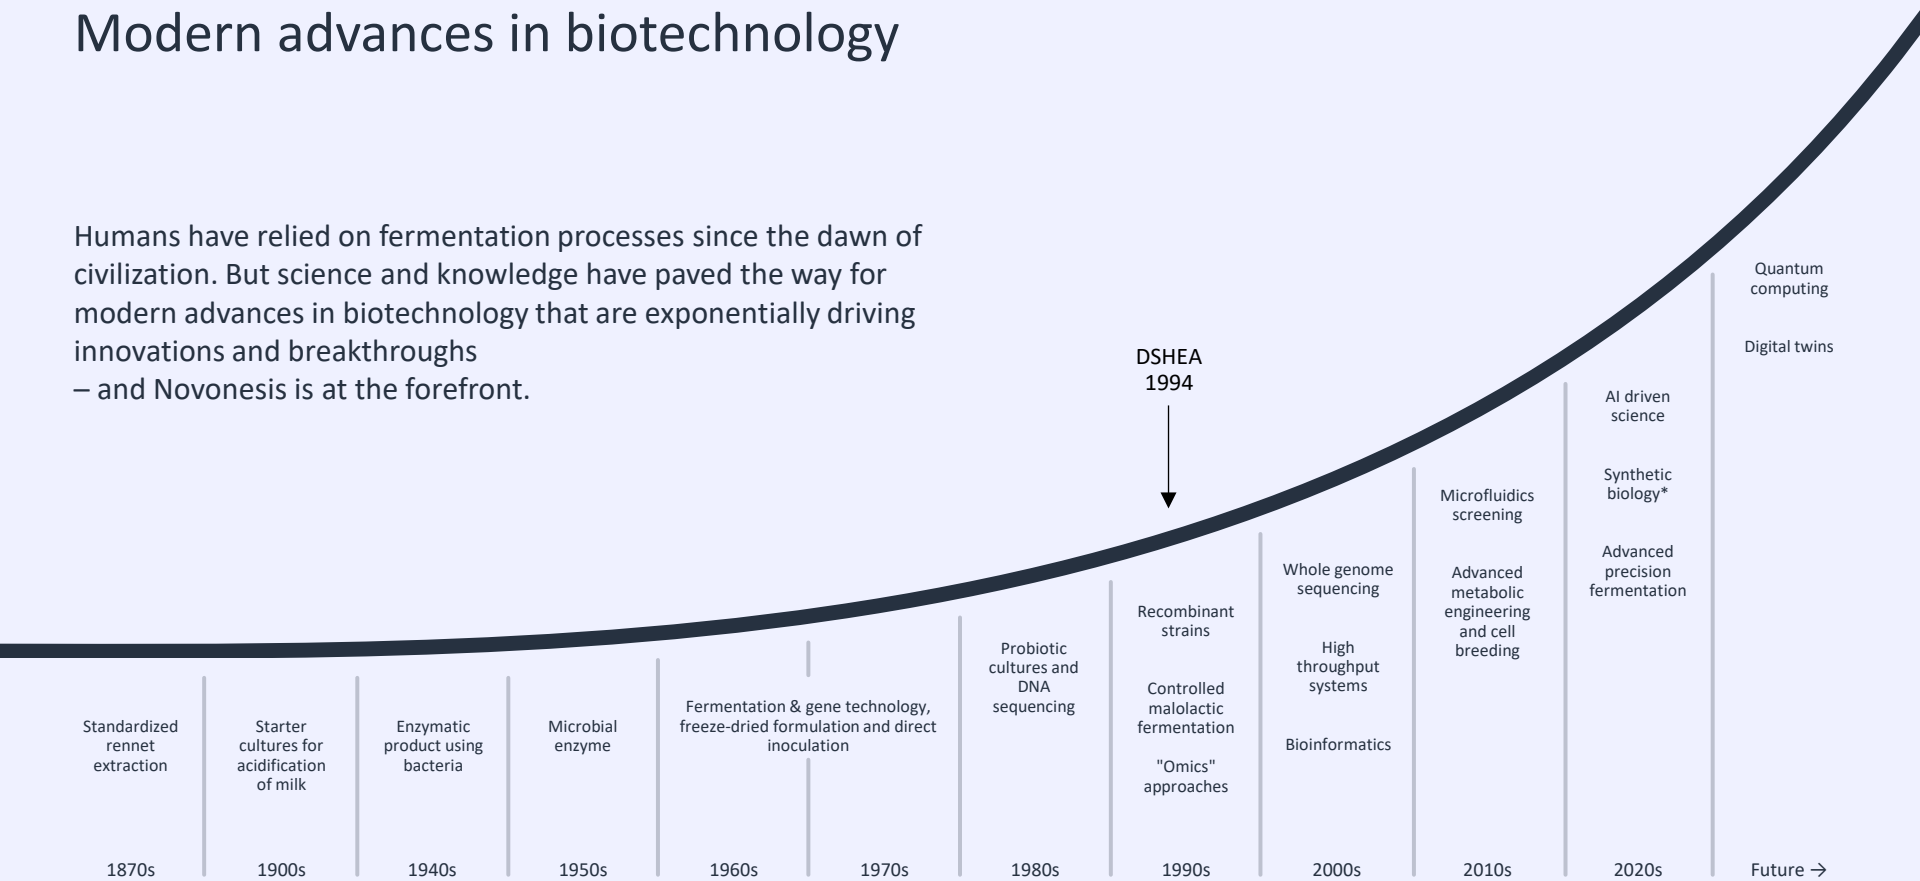 Modern advances in biotechnology
Humans have relied on fermentation processes since the dawn of
civilization. But science and knowledge have paved the way for
modern advances in biotechnology that are exponentially driving
innovations and breakthroughs
– and Novonesis is at the forefront.
DSHEA
1994
Standardized
rennet
extraction
1870s
Starter
cultures for
acidification
of milk
1900s
Enzymatic
product using
bacteria
1940s
Microbial
enzyme
1950s
Fermentation & gene technology,
freeze-dried formulation and direct
inoculation
1960s
1970s
Probiotic
cultures and
DNA
sequencing
1980s
Recombinant
strains
Controlled
malolactic
fermentation
"Omics"
approaches
1990s
Whole genome
sequencing
High
throughput
systems
Bioinformatics
2000s
Microfluidics
screening
Advanced
metabolic
engineering
and cell
breeding
2010s
AI driven
science
Synthetic
biology*
Advanced
precision
fermentation
2020s
Quantum
computing
Digital twins
Future →